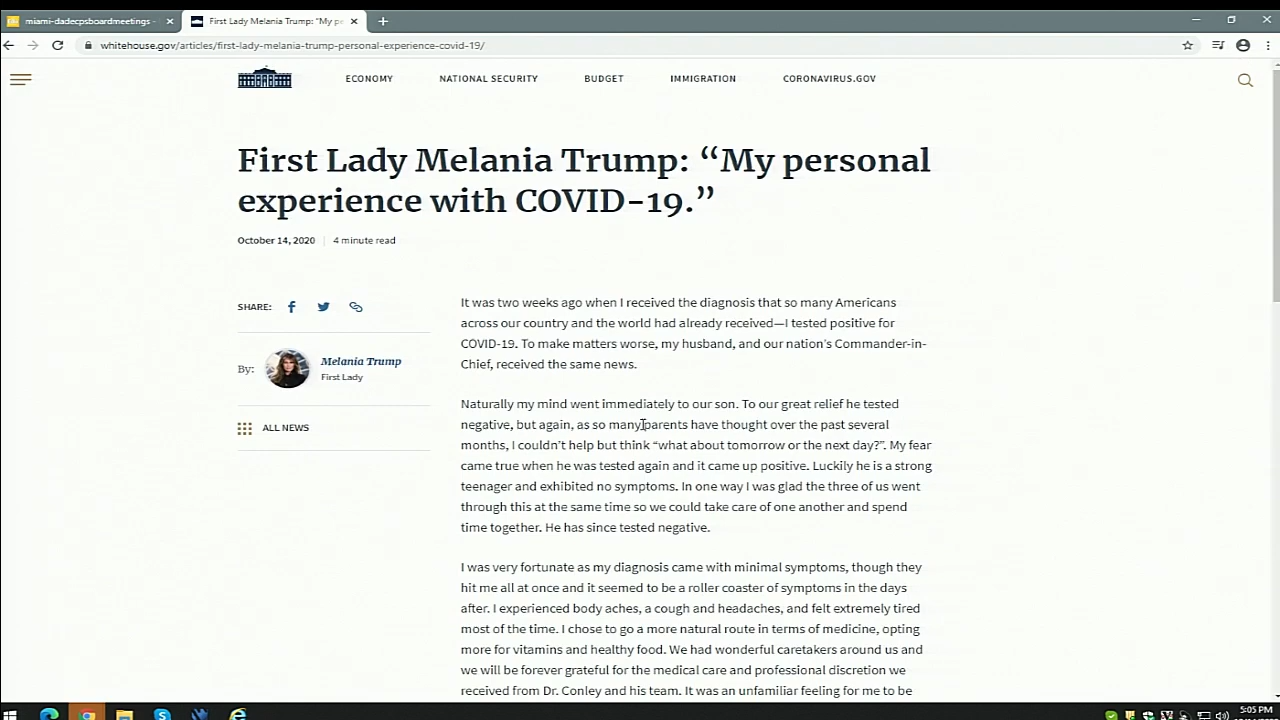 miami-dadecpsboardmeetings -
First Lady Melania Trump: "My pe
whitehouse.gov/articles/first-lady-melania-trump-personal-experience-covid-19/
ECONOMY NATIONAL SECURITY BUDGET IMMIGRATION CORONAVIRUS.GOV
First Lady Melania Trump: “My personal
experience with COVID-19.”
October 14, 2020 | 4 minute read
SHARE:
By: Melania Trump
First Lady
ALL NEWS
It was two weeks ago when I received the diagnosis that so many Americans
across our country and the world had already received—I tested positive for
COVID-19. To make matters worse, my husband, and our nation’s Commander-in-
Chief, received the same news.
Naturally my mind went immediately to our son. To our great relief he tested
negative, but again, as so many parents have thought over the past several
months, I couldn’t help but think “what about tomorrow or the next day?”. My fear
came true when he was tested again and it came up positive. Luckily he is a strong
teenager and exhibited no symptoms. In one way I was glad the three of us went
through this at the same time so we could take care of one another and spend
time together. He has since tested negative.
I was very fortunate as my diagnosis came with minimal symptoms, though they
hit me all at once and it seemed to be a roller coaster of symptoms in the days
after. I experienced body aches, a cough and headaches, and felt extremely tired
most of the time. I chose to go a more natural route in terms of medicine, opting
more for vitamins and healthy food. We had wonderful caretakers around us and
we will be forever grateful for the medical care and professional discretion we
received from Dr. Conley and his team. It was an unfamiliar feeling for me to be
5:05 PM